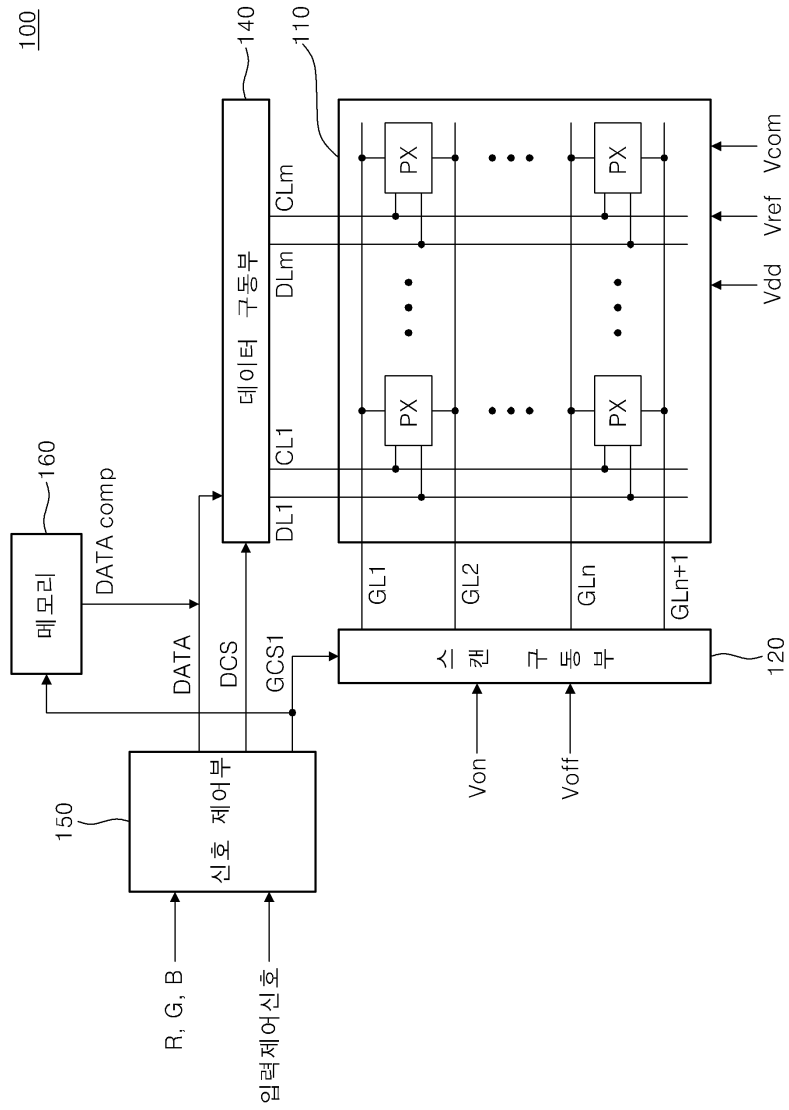 100
R, G, B
입력제어신호
150
신호 제어부
메모리
160
DATA comp
DATA
DCS
GCS1
데이터 구동부
140
110
DL1
CL1
DLm
CLm
Von
Voff
스캔 구동부
120
GL1
GL2
GLn
GLn+1
PX
PX
PX
PX
Vdd
Vref
Vcom